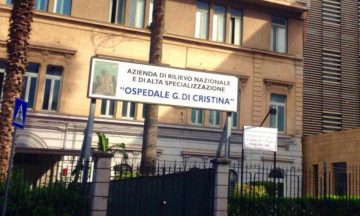 AZIENDA DI RILIEVO NAZIONALE
E DI ALTA SPECIALIZZAZIONE
"OSPEDALE G. DI CRISTINA"